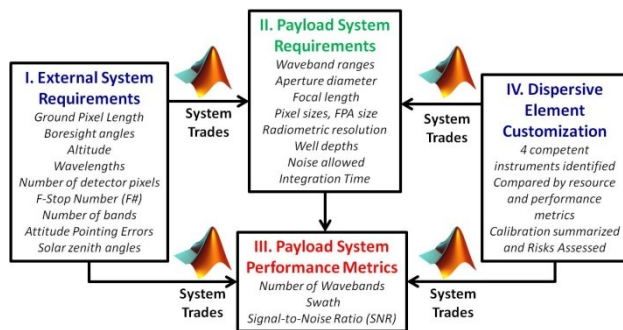 I. External System
Requirements
Ground Pixel Length
Boresight angles
Altitude
Wavelengths
Number of detector pixels
F-Stop Number (F#)
Number of bands
Attitude Pointing Errors
Solar zenith angles
System
Trades
II. Payload System
Requirements
Waveband ranges
Aperture diameter
Focal length
Pixel sizes, FPA size
Radiometric resolution
Well depths
Noise allowed
Integration Time
System
Trades
IV. Dispersive
Element
Customization
4 competent
instruments identified
Compared by resource
and performance
metrics
Calibration summarized
and Risks Assessed
System
Trades
III. Payload System
Performance Metrics
Number of Wavebands
Swath
Signal-to-Noise Ratio (SNR)
System
Trades